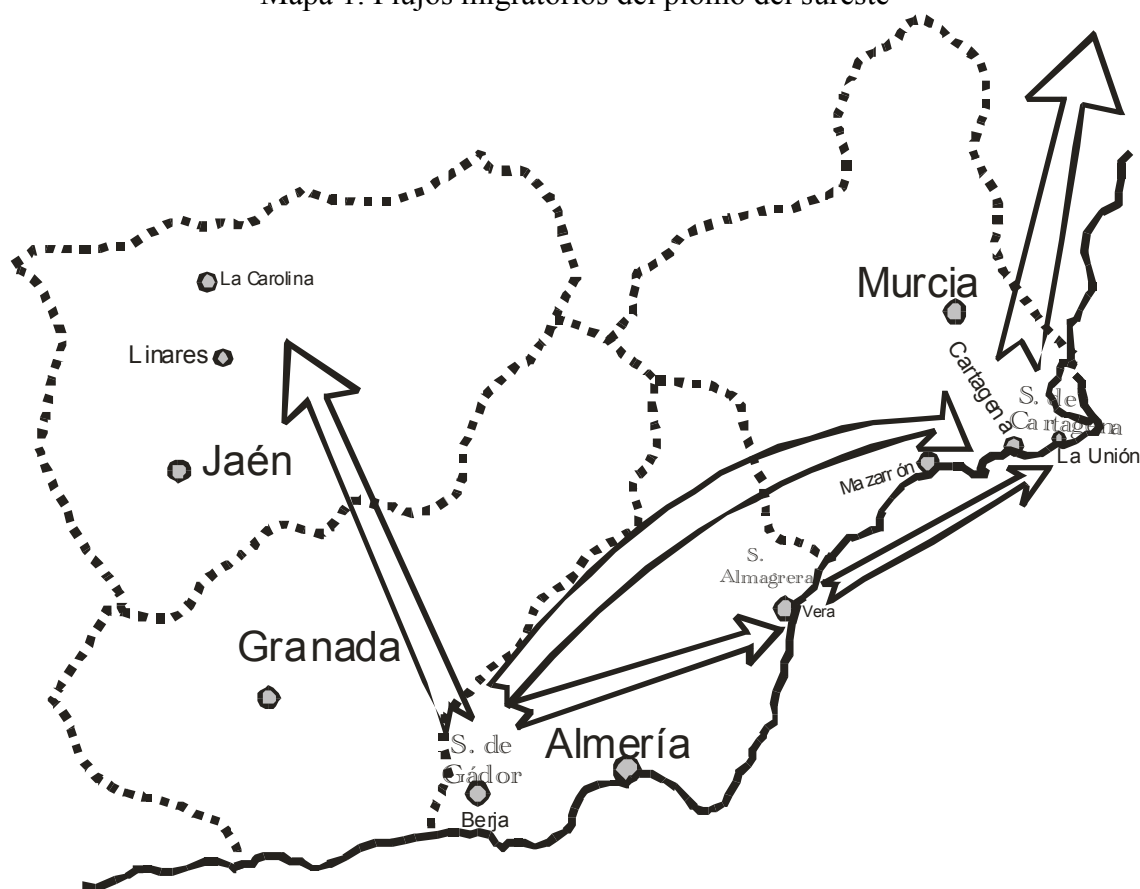 Mapa 1. Flujos migratorios del plomo del sureste
La Carolina
Linares
Jaén
Murcia
Cartagena
S. de
Cartagena
La Unión
Mazarrón
S.
Almagrera
Vera
Granada
S. de
Gádor
Almería
Berja